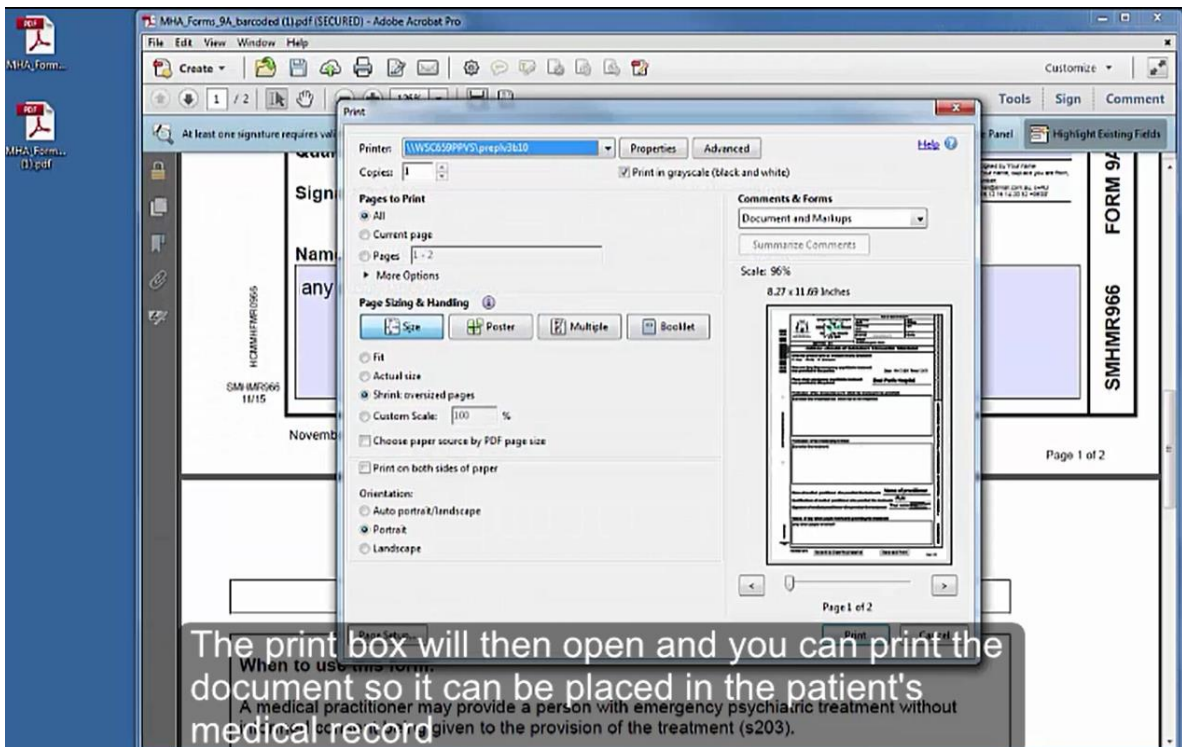 MHA_Form...
MHA_Form...
(1).pdf
MHA_Forms_9A_barcoded (1).pdf (SECURED) - Adobe Acrobat Pro
File Edit View Window Help
Create
Customize
1 / 2
Tools Sign Comment
At least one signature requires
Panel
Highlight Existing Fields
Print
Printer: \\WSC659PPVS\preplv3b10
Properties
Advanced
Help
Copies: 1
Print in grayscale (black and white)
Pages to Print
All
Current page
Pages 1 - 2
More Options
Page Sizing & Handling
Size
Poster
Multiple
Booklet
Fit
Actual size
Shrink oversized pages
Custom Scale: 100 %
Choose paper source by PDF page size
Print on both sides of paper
Orientation:
Auto portrait/landscape
Portrait
Landscape
Comments & Forms
Document and Markups
Summarize Comments
Scale: 96%
8.27 x 11.69 Inches
Page 1 of 2
Page Setup...
Print
Cancel
Sign
Nam
any
HCMMHFMR0966
SMHMR966
11/15
Novemb
FORM 9A
SMHMR966
Page 1 of 2
When to use this form:
A medical practitioner may provide a person with emergency psychiatric treatment without
given to the provision of the treatment (s203).
The print box will then open and you can print the
document so it can be placed in the patient's
medical record